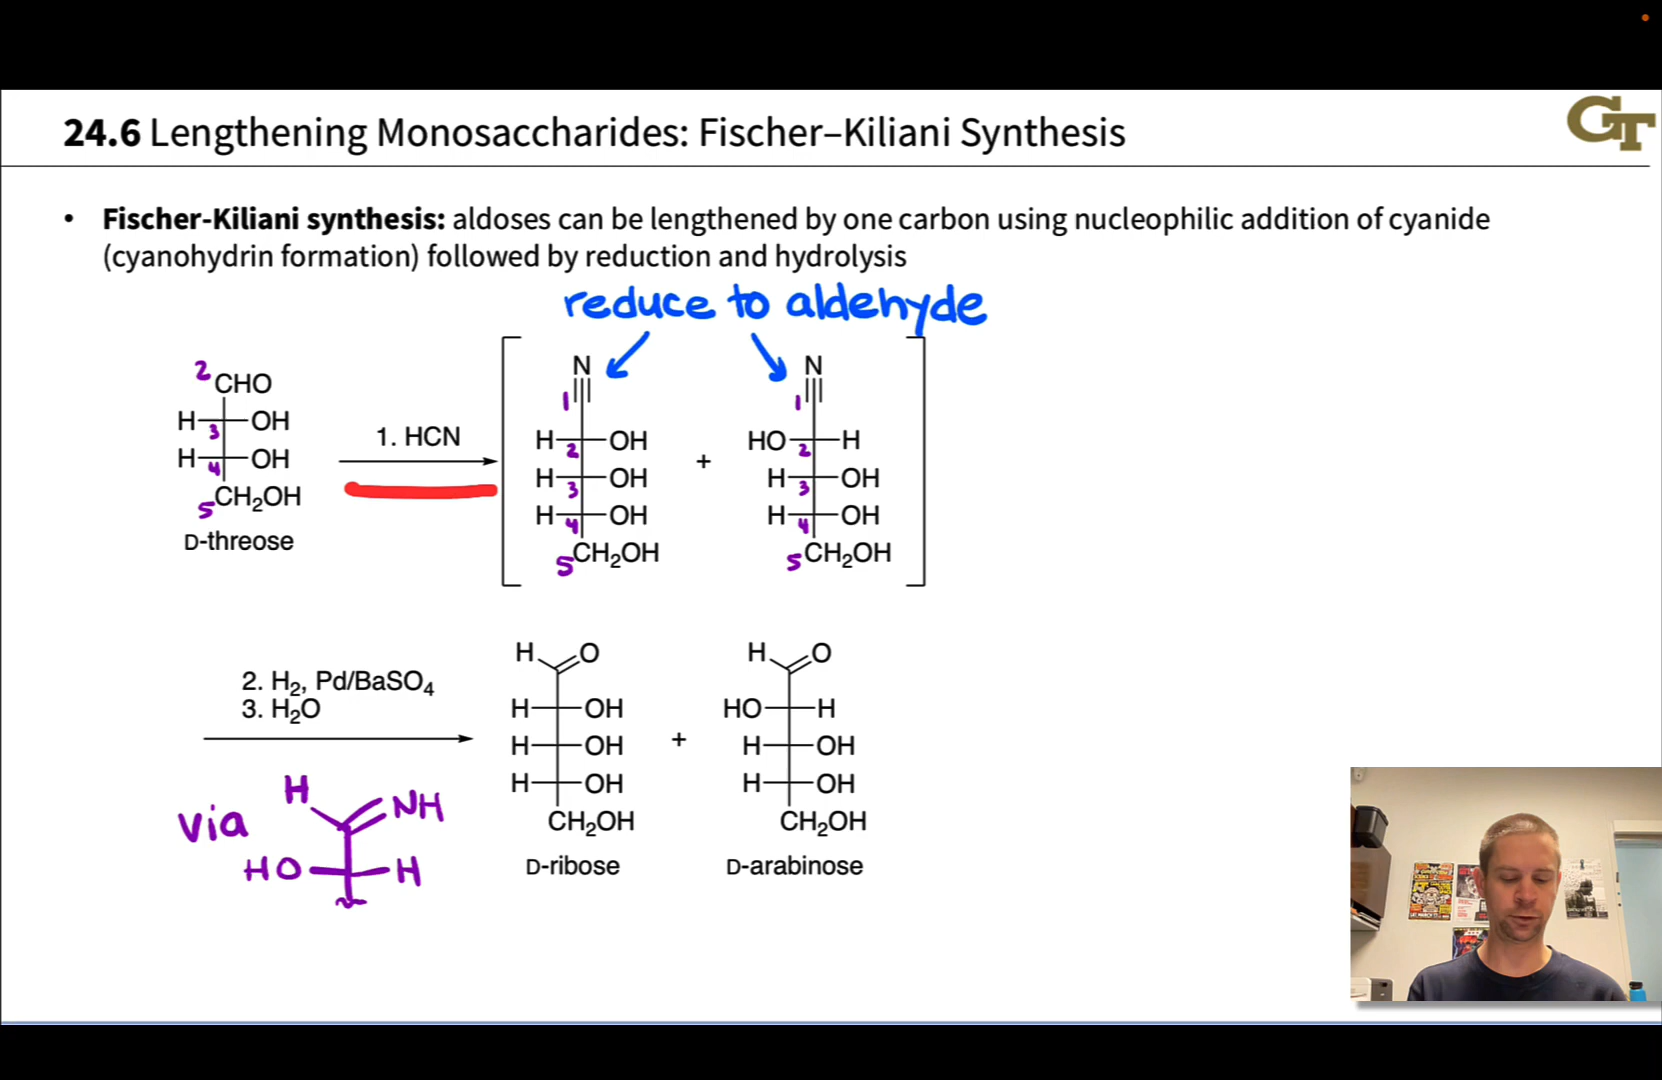 24.6 Lengthening Monosaccharides: Fischer–Kiliani Synthesis
GT
• Fischer-Kiliani synthesis: aldoses can be lengthened by one carbon using nucleophilic addition of cyanide
(cyanohydrin formation) followed by reduction and hydrolysis
reduce to aldehyde
2 CHO
H OH
3
H OH
4
5 CH₂OH
D-threose
1. HCN
N
1
H OH
2
H OH
3
H OH
4
5 CH₂OH
+
N
1
HO H
2
H OH
3
H OH
4
5 CH₂OH
2. H₂, Pd/BaSO₄
3. H₂O
via
H NH
HO H
H O
H OH
H OH
H OH
CH₂OH
D-ribose
+
H O
HO H
H OH
H OH
CH₂OH
D-arabinose